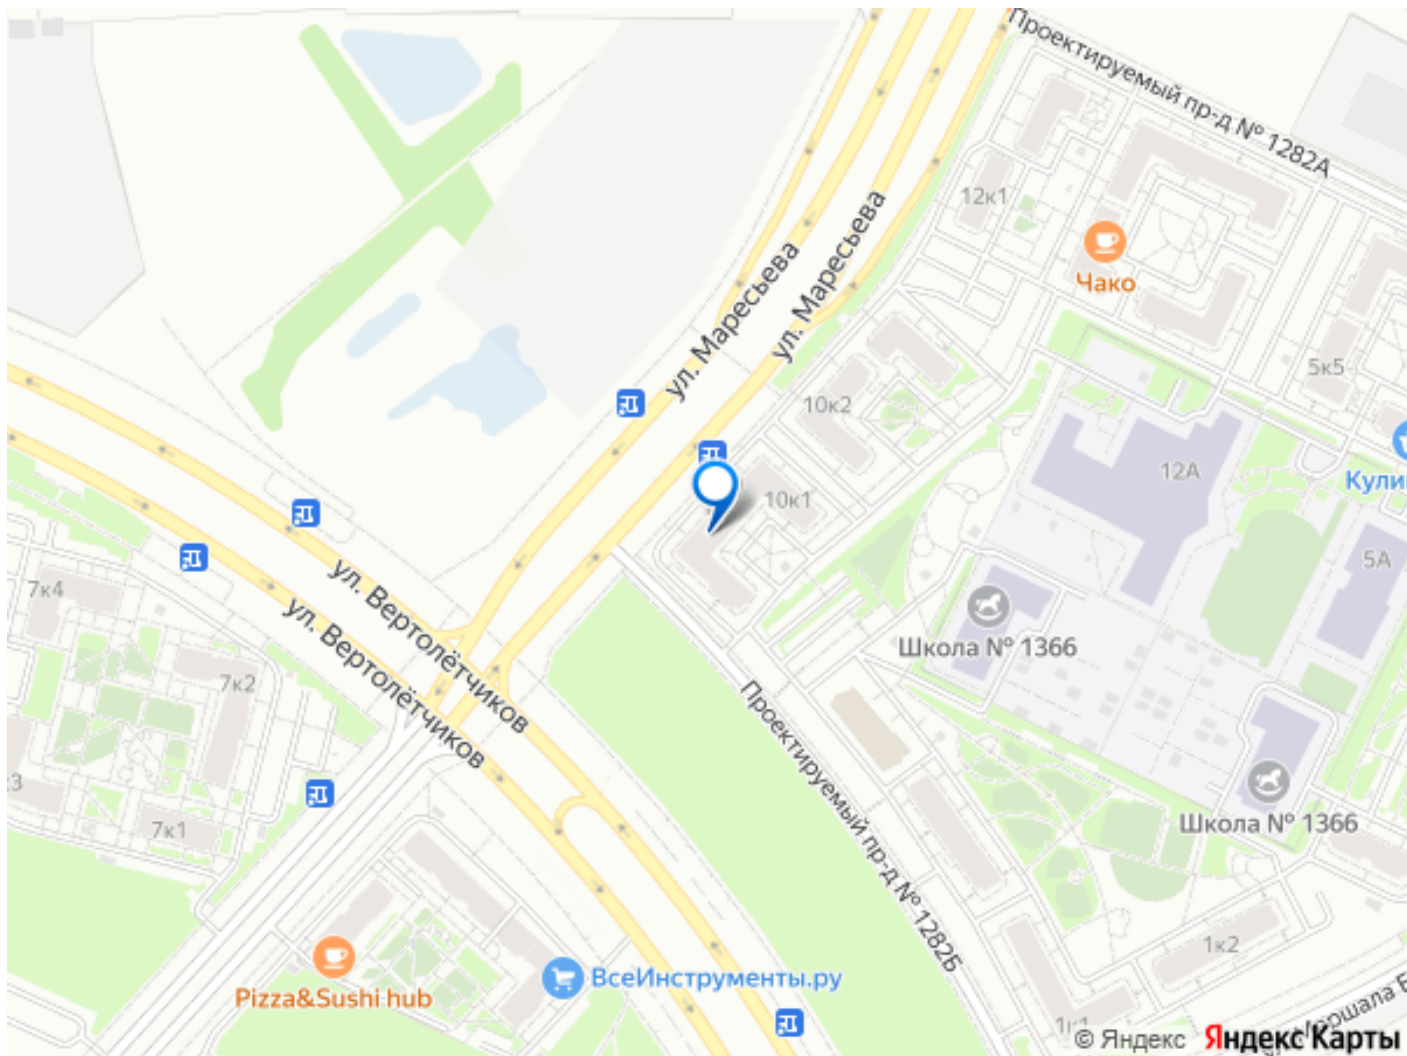 Проектируемый пр-д № 1282А
12к1
Чако
ул. Маресьева
ул. Маресьева
5к5
10к2
12А
Кули
10к1
5А
7к4
ул. Вертолётчиков
ул. Вертолётчиков
Школа № 1366
7к2
Проектируемый пр-д № 1282Б
7к1
Школа № 1366
1к2
ВсеИнструменты.ру
Pizza&Sushi hub
1к1
Маршала Б
© Яндекс Яндекс Карты